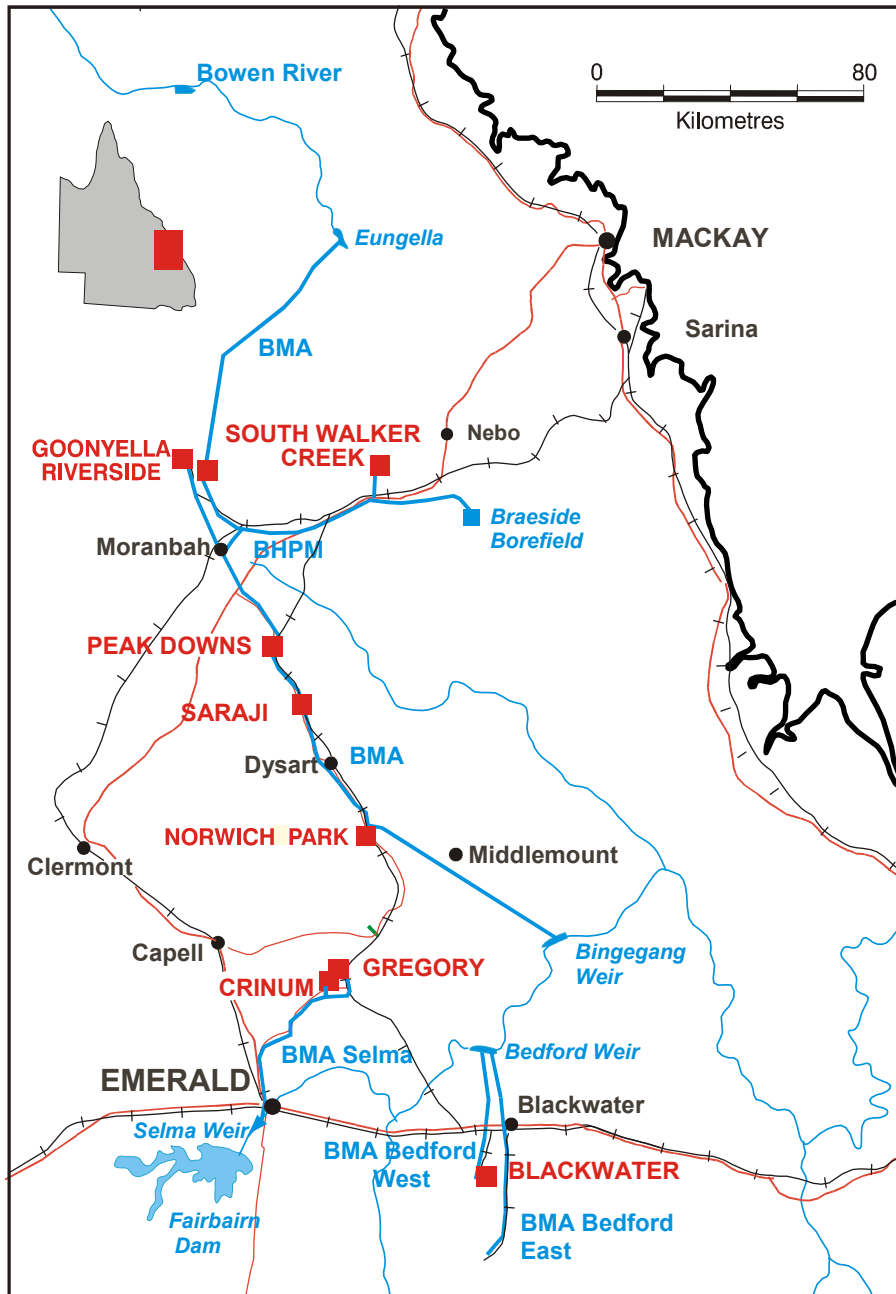 Bowen River
0
80
Kilometres
Eungella
MACKAY
Sarina
BMA
Nebo
SOUTH WALKER
CREEK
GOONYELLA
RIVERSIDE
Braeside
Borefield
Moranbah
BHPM
PEAK DOWNS
SARAJI
Dysart
BMA
NORWICH PARK
Middlemount
Clermont
Capell
Bingegang
Weir
GREGORY
CRINUM
BMA Selma
Bedford Weir
EMERALD
Blackwater
Selma Weir
BMA Bedford
West
BLACKWATER
Fairbairn
Dam
BMA Bedford
East